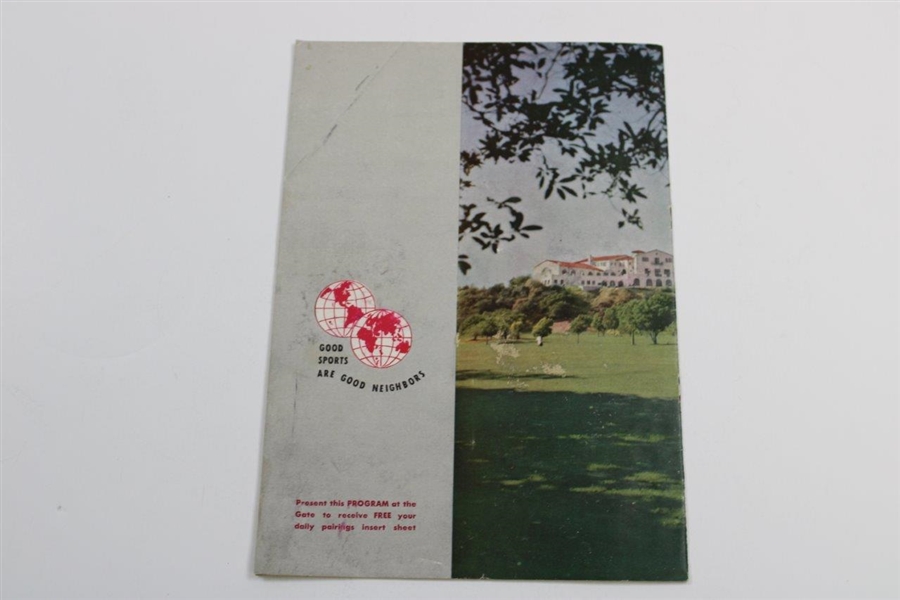 GOOD
SPORTS
ARE GOOD NEIGHBORS
Present this PROGRAM at the
Gate to receive FREE your
daily pairings insert sheet